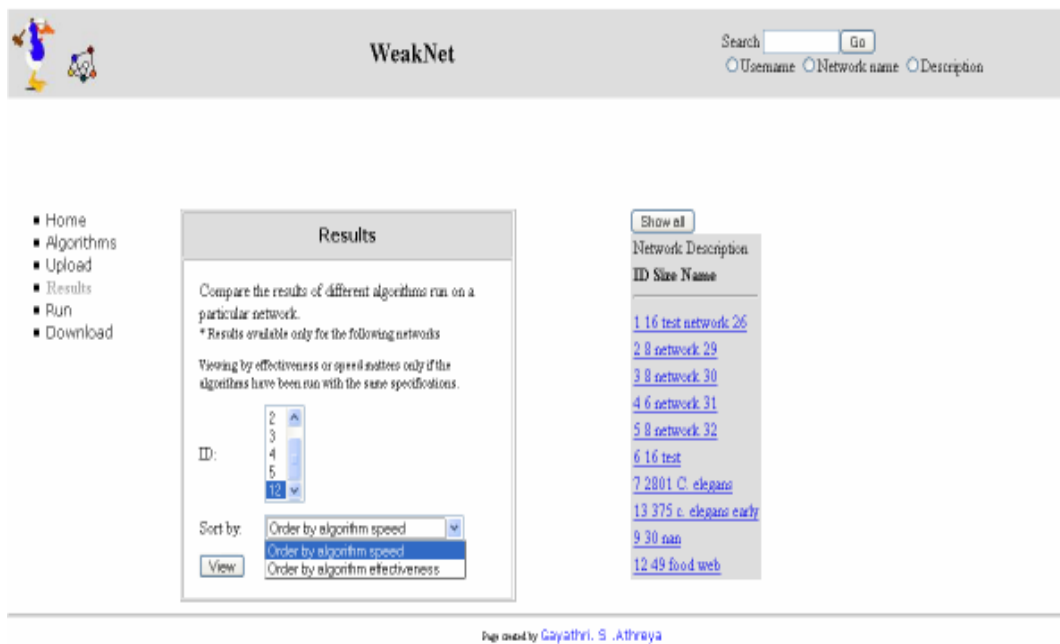 WeakNet
Search Go
Username Network name Description
Home
Algorithms
Upload
Results
Run
Download
Results
Compare the results of different algorithms run on a
particular network.
* Results available only for the following networks
Viewing by effectiveness or speed matters only if the
algorithms have been run with the same specifications.
ID:
2
3
4
5
12
Sort by: Order by algorithm speed
Order by algorithm speed
Order by algorithm effectiveness
View
Show all
Network Description
ID Size Name
1 16 test network 26
2 8 network 29
3 8 network 30
4 6 network 31
5 8 network 32
6 16 test
7 2801 C. elegans
13 375 c. elegans early
9 30 nan
12 49 food web
Page created by Gayathri. S .Athreya